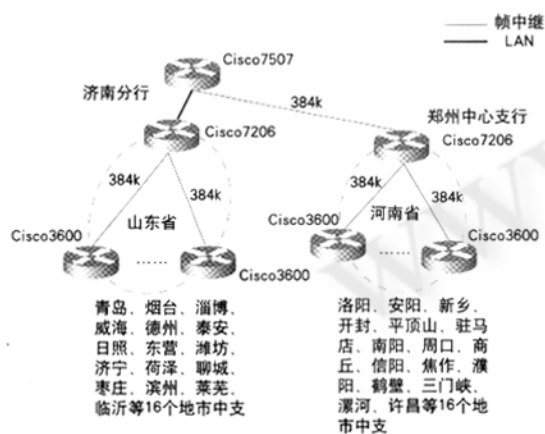 帧中继
LAN
Cisco7507
济南分行
384k
郑州中心支行
Cisco7206
Cisco7206
384k
384k
384k
384k
山东省
河南省
Cisco3600
Cisco3600
Cisco3600
Cisco3600
......
......
青岛、烟台、淄博、
威海、德州、泰安、
日照、东营、潍坊、
济宁、荷泽、聊城、
枣庄、滨州、莱芜、
临沂等16个地市中支
洛阳、安阳、新乡、
开封、平顶山、驻马
店、南阳、周口、商
丘、信阳、焦作、濮
阳、鹤壁、三门峡、
漯河、许昌等16个地
市中支